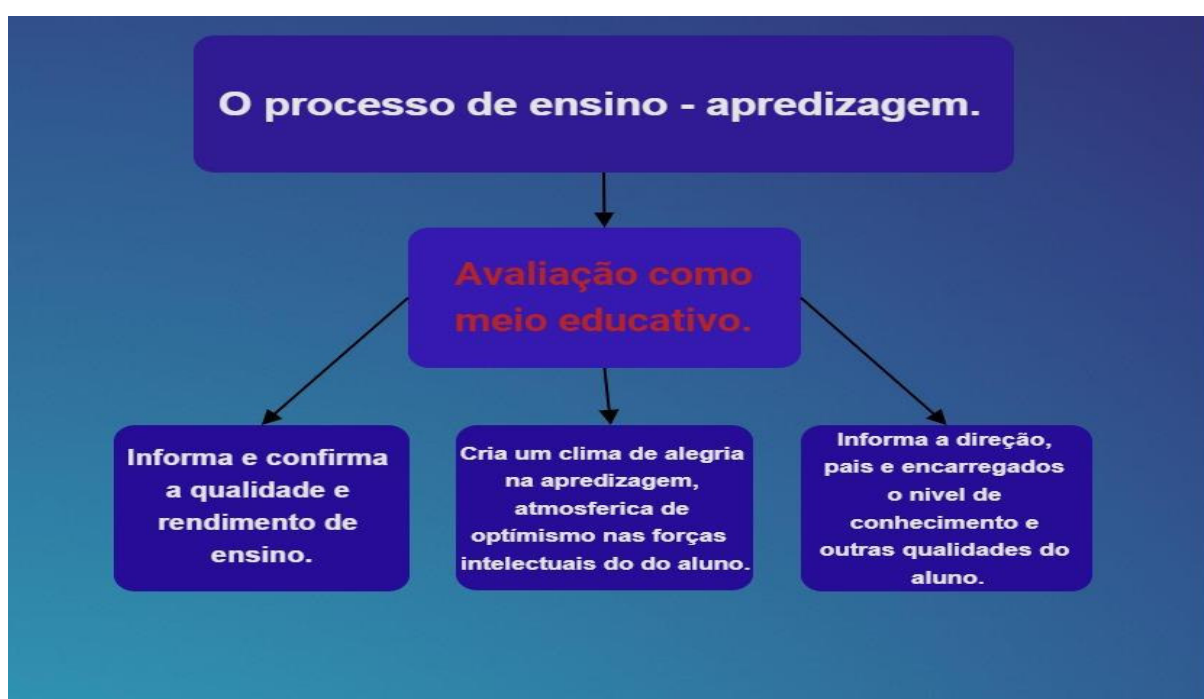 O processo de ensino - apredizagem.
Avaliação como
meio educativo.
Informa e confirma
a qualidade e
rendimento de
ensino.
Cria um clima de alegria
na apredizagem,
atmosferica de
optímismo nas forças
intelectuais do do aluno.
Informa a direção,
pais e encarregados
o nivel de
conhecimento e
outras qualidades do
aluno.